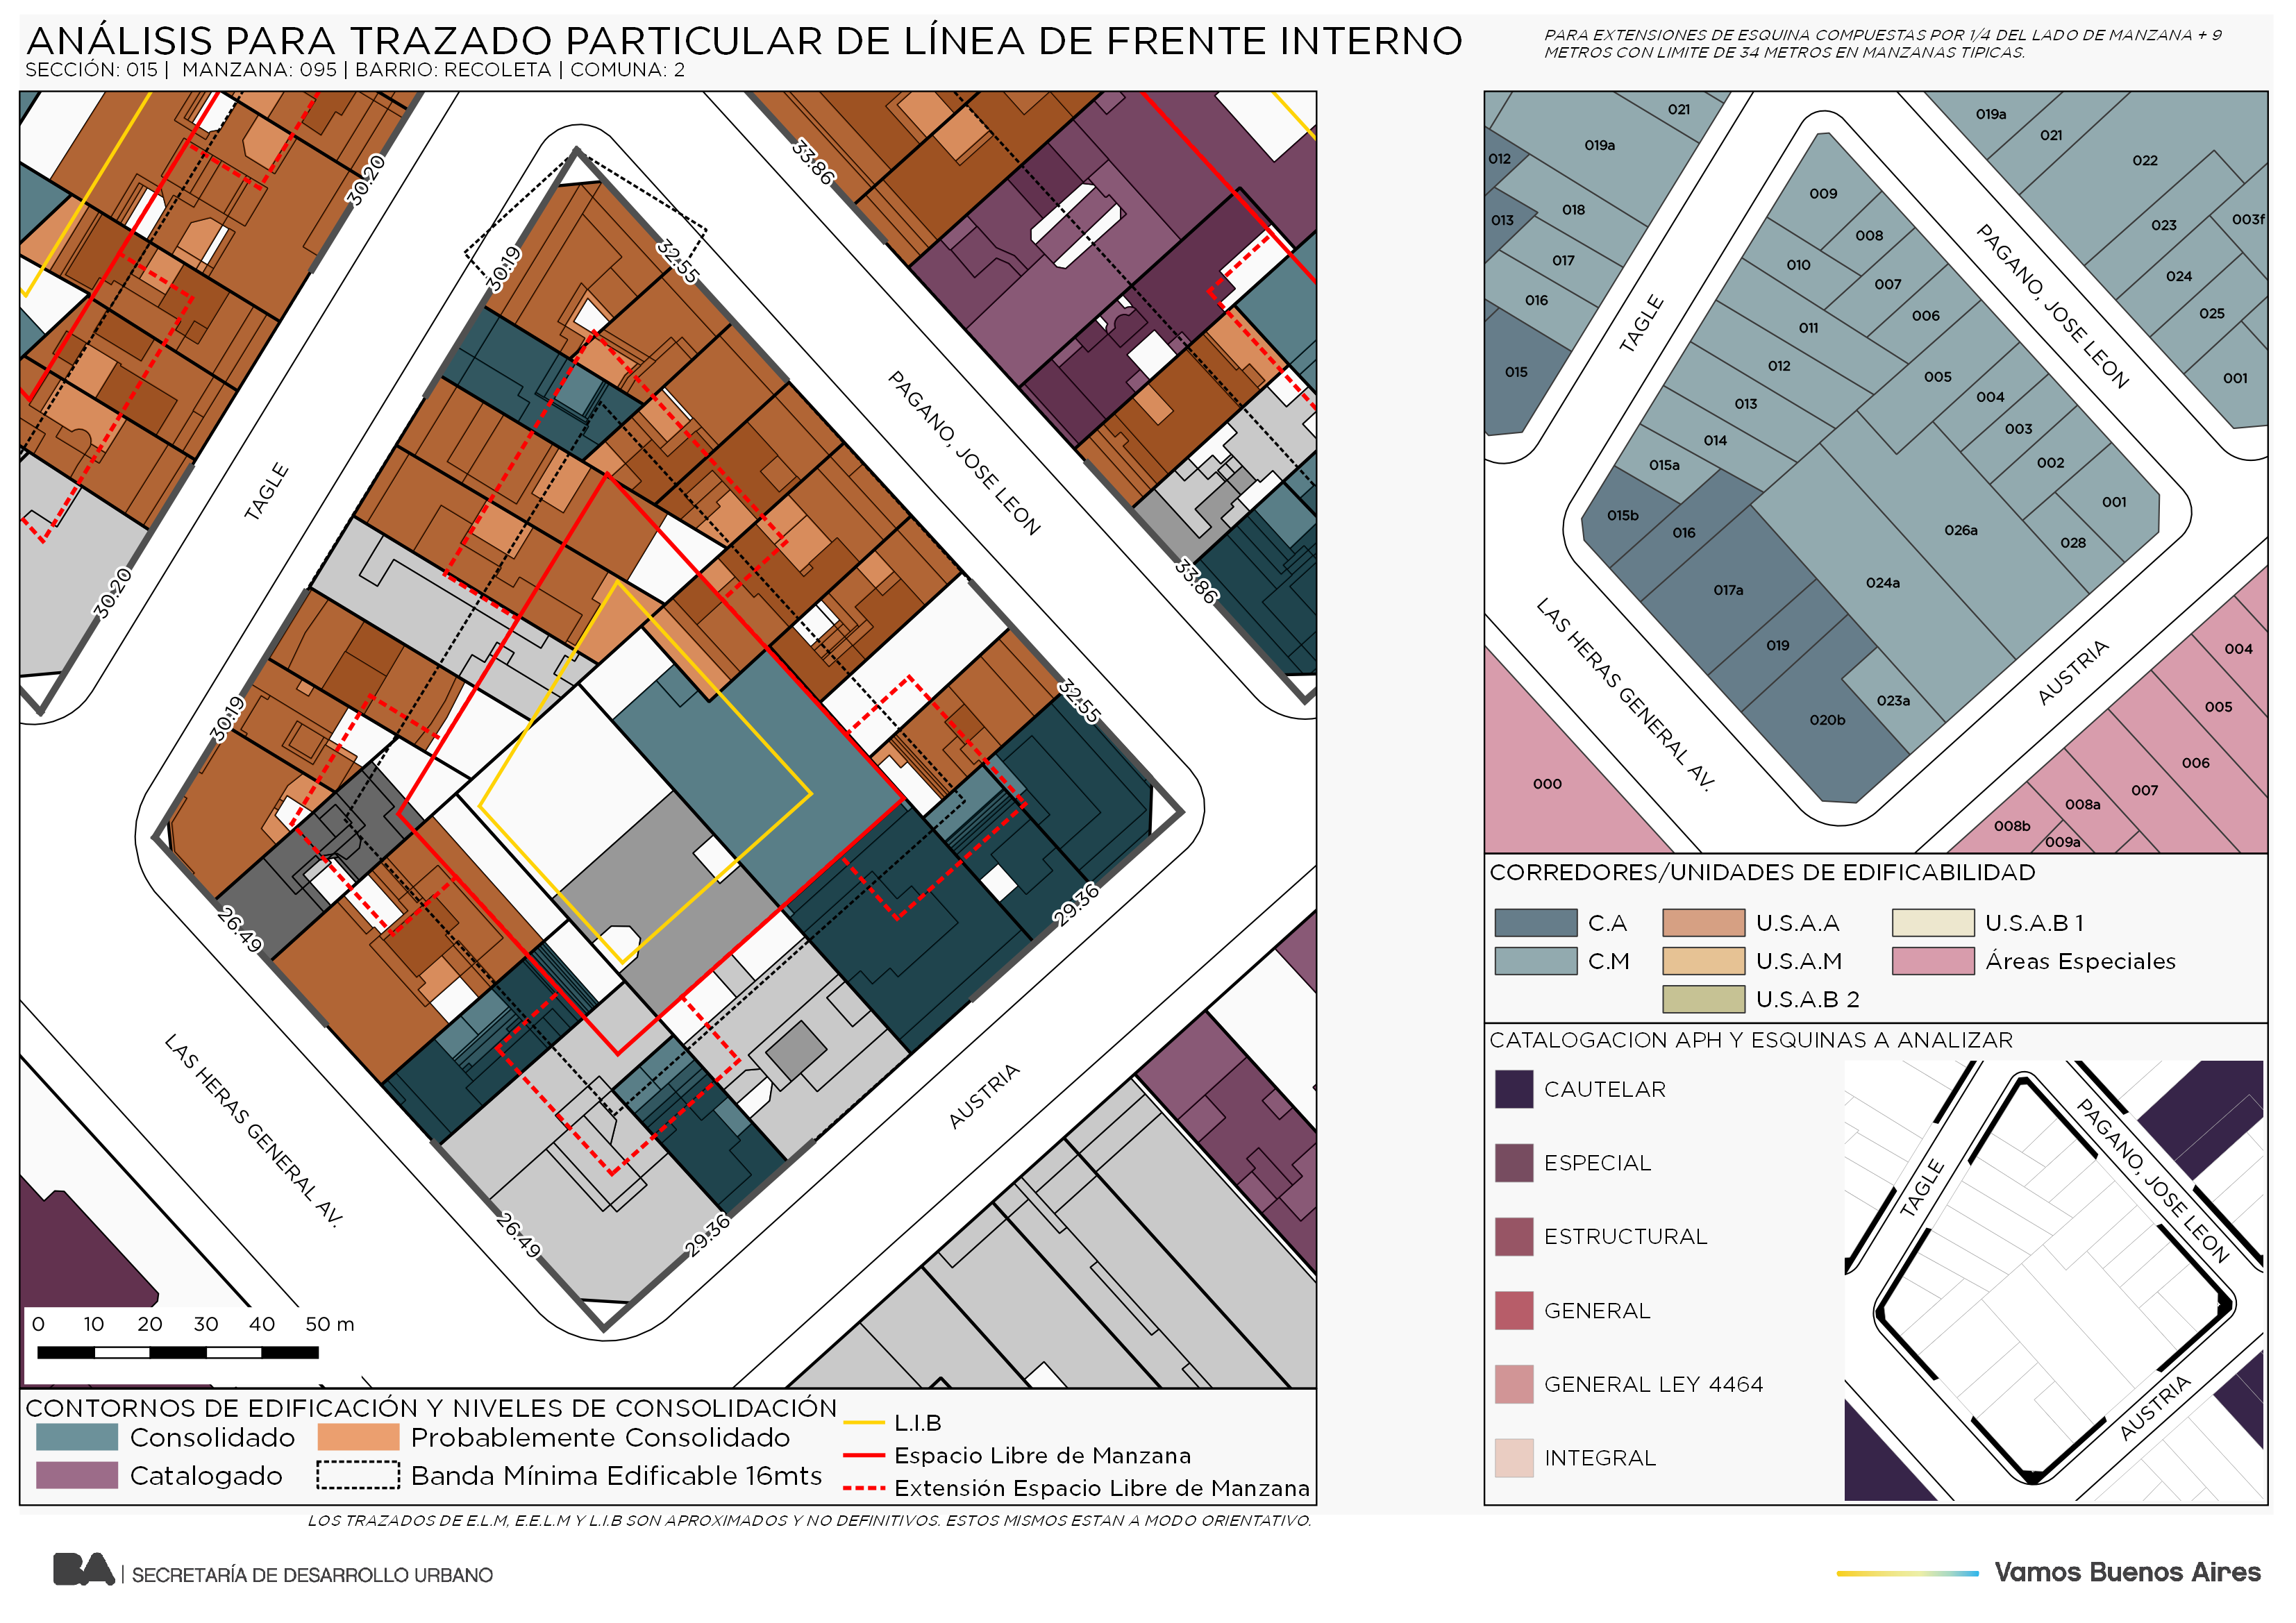 ANÁLISIS PARA TRAZADO PARTICULAR DE LÍNEA DE FRENTE INTERNO
SECCIÓN: 015 | MANZANA: 095 | BARRIO: RECOLETA | COMUNA: 2
PARA EXTENSIONES DE ESQUINA COMPUESTAS POR 1/4 DEL LADO DE MANZANA + 9
METROS CON LIMITE DE 34 METROS EN MANZANAS TIPICAS.
30.20
33.86
30.19
32.55
TAGLE
PAGANO, JOSE LEON
30.20
33.86
30.19
32.55
26.49
29.36
LAS HERAS GENERAL AV.
AUSTRIA
26.49
29.36
0 10 20 30 40 50 m
CONTORNOS DE EDIFICACIÓN Y NIVELES DE CONSOLIDACIÓN
Consolidado
Probablemente Consolidado
Catalogado
Banda Mínima Edificable 16mts
L.I.B
Espacio Libre de Manzana
Extensión Espacio Libre de Manzana
LOS TRAZADOS DE E.L.M, E.E.L.M Y L.I.B SON APROXIMADOS Y NO DEFINITIVOS. ESTOS MISMOS ESTAN A MODO ORIENTATIVO.
021
019a
012
018
013
017
016
015
019a
021
022
023
003f
024
025
001
009
008
010
007
006
011
012
005
013
004
014
003
015a
002
015b
001
016
026a
028
017a
024a
019
023a
020b
TAGLE
PAGANO, JOSE LEON
LAS HERAS GENERAL AV.
AUSTRIA
000
004
005
006
007
008a
008b
009a
CORREDORES/UNIDADES DE EDIFICABILIDAD
C.A
U.S.A.A
U.S.A.B 1
C.M
U.S.A.M
Áreas Especiales
U.S.A.B 2
CATALOGACION APH Y ESQUINAS A ANALIZAR
CAUTELAR
ESPECIAL
ESTRUCTURAL
GENERAL
GENERAL LEY 4464
INTEGRAL
TAGLE
PAGANO, JOSE LEON
AUSTRIA
BA | SECRETARÍA DE DESARROLLO URBANO
Vamos Buenos Aires